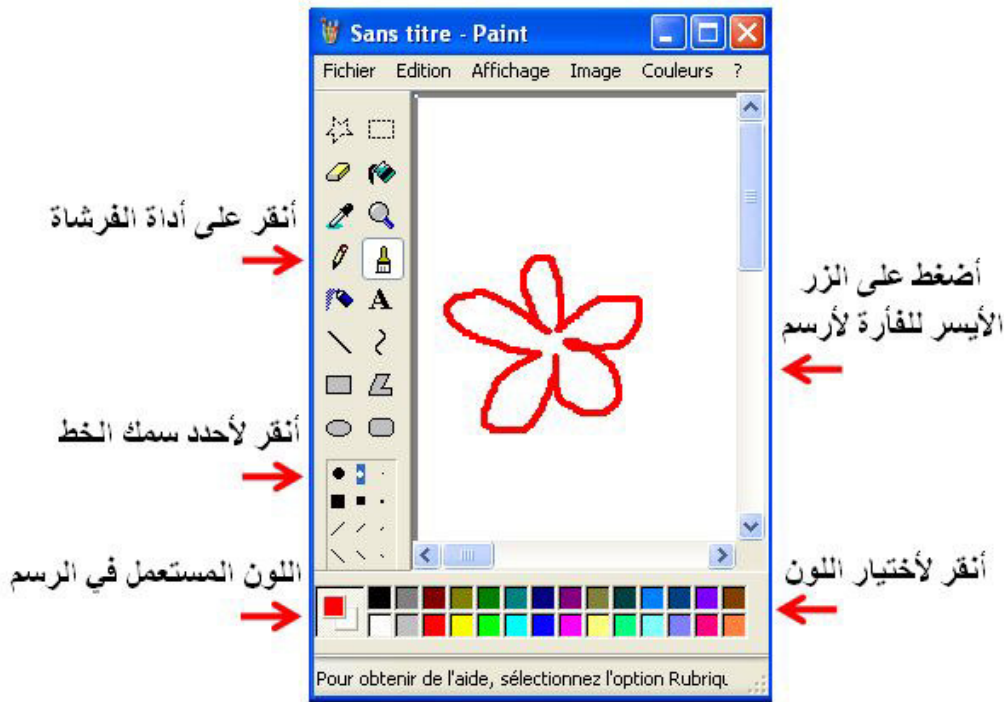 Sans titre - Paint
Fichier Edition Affichage Image Couleurs ?
A
أنقر على أداة الفرشاة
أضغط على الزر
الأيسر للفأرة لأرسم
أنقر لأحدد سمك الخط
اللون المستعمل في الرسم
أنقر لأختيار اللون
Pour obtenir de l'aide, sélectionnez l'option Rubriqu